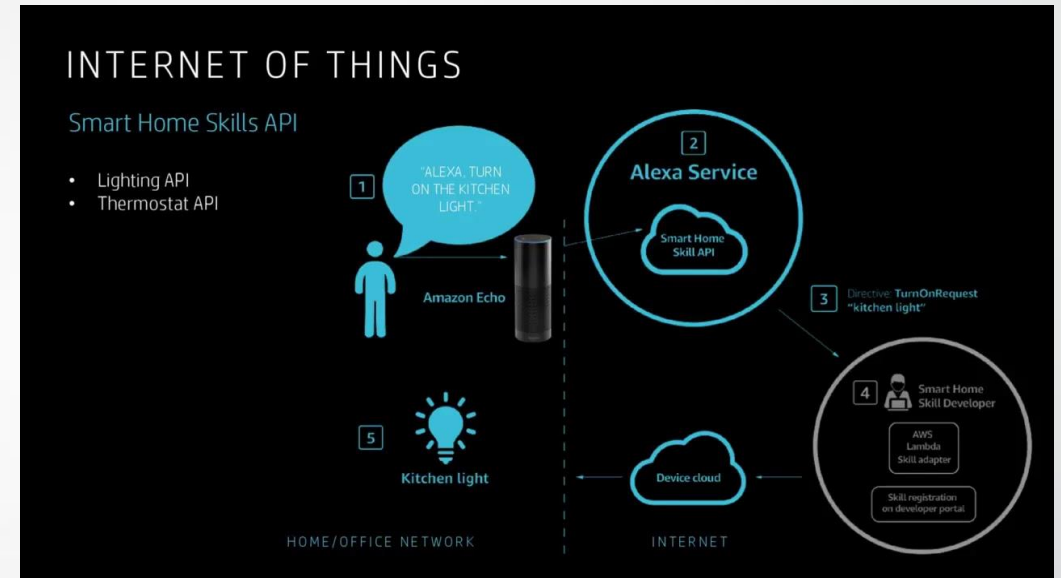 INTERNET OF THINGS
Smart Home Skills API
• Lighting API
• Thermostat API
1
"ALEXA, TURN
ON THE KITCHEN
LIGHT."
Amazon Echo
2
Alexa Service
Smart Home
Skill API
3
Directive: TurnOnRequest
"kitchen light"
4
Smart Home
Skill Developer
AWS
Lambda
Skill adapter
Skill registration
on developer portal
Device cloud
5
Kitchen light
HOME/OFFICE NETWORK
INTERNET